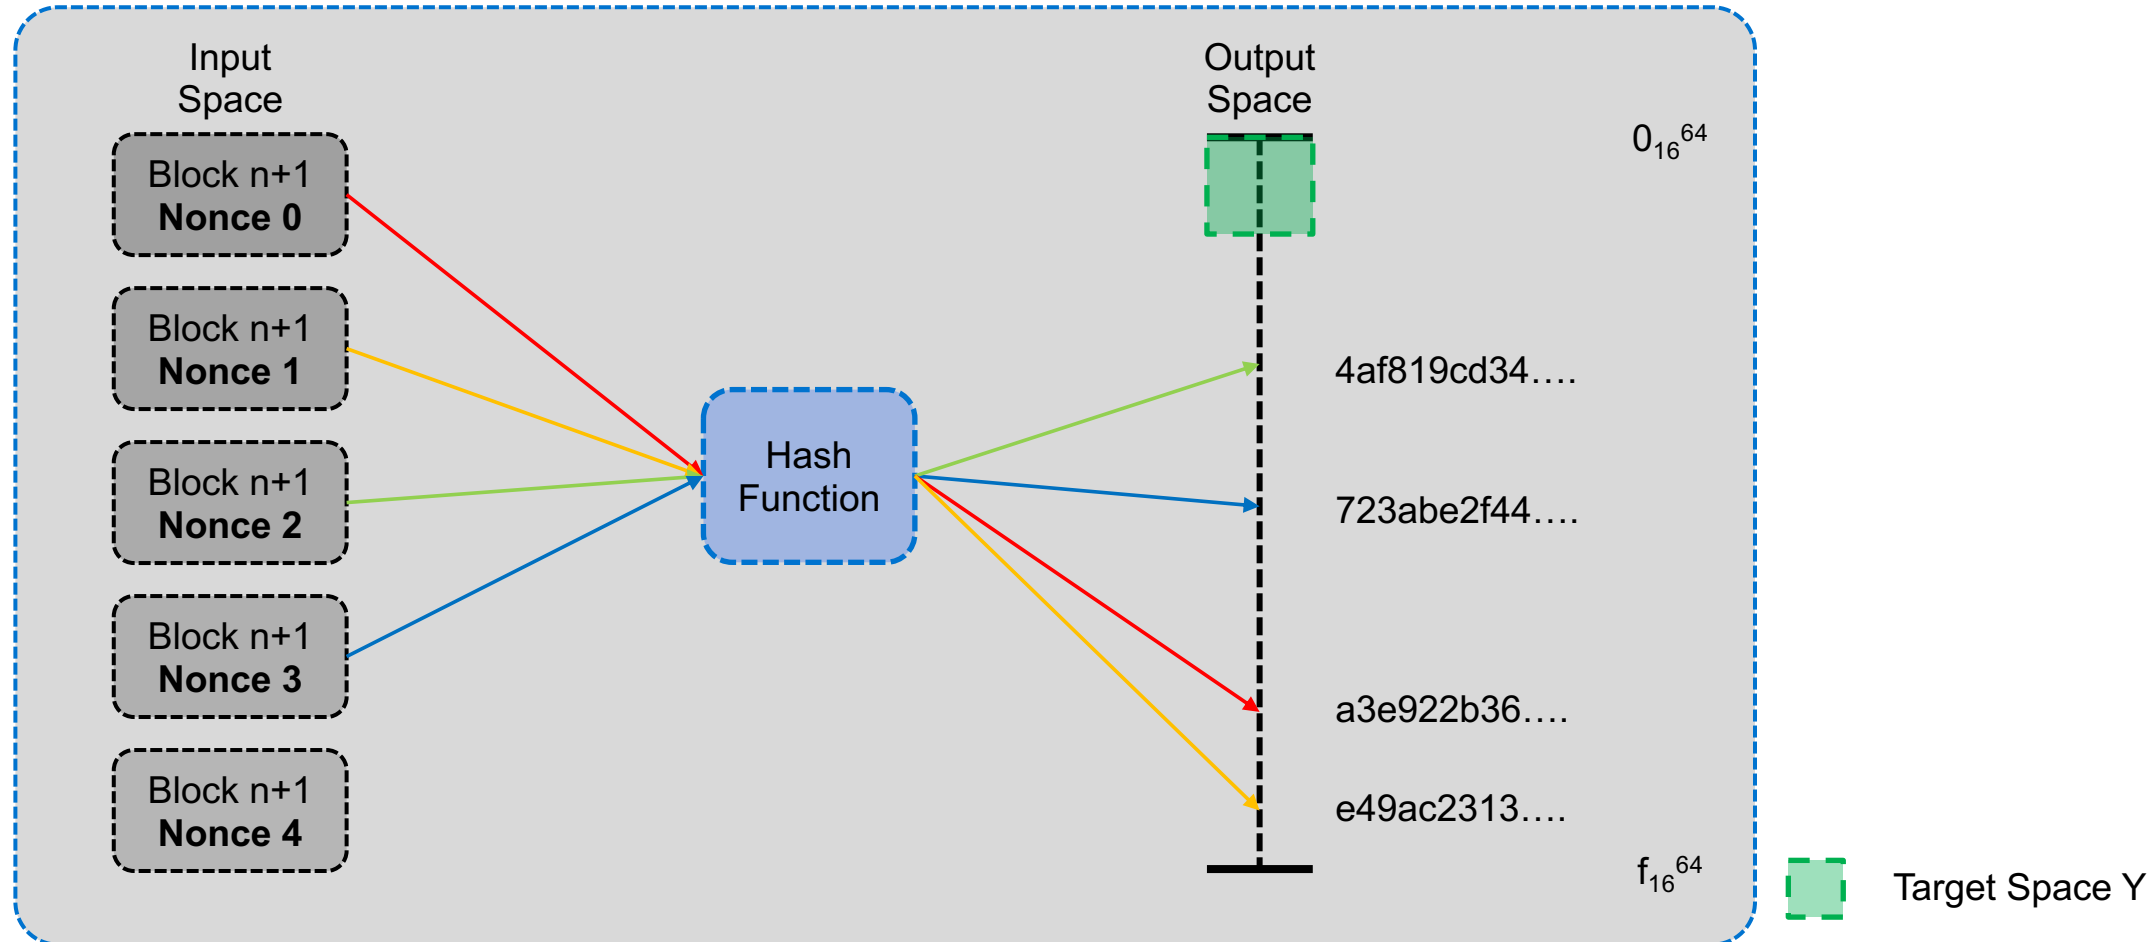 Input
Space
Block n+1
Nonce 0
Block n+1
Nonce 1
Block n+1
Nonce 2
Block n+1
Nonce 3
Block n+1
Nonce 4
Hash
Function
Output
Space
0₁₆⁶⁴
4af819cd34….
723abe2f44….
a3e922b36….
e49ac2313….
f₁₆⁶⁴
Target Space Y